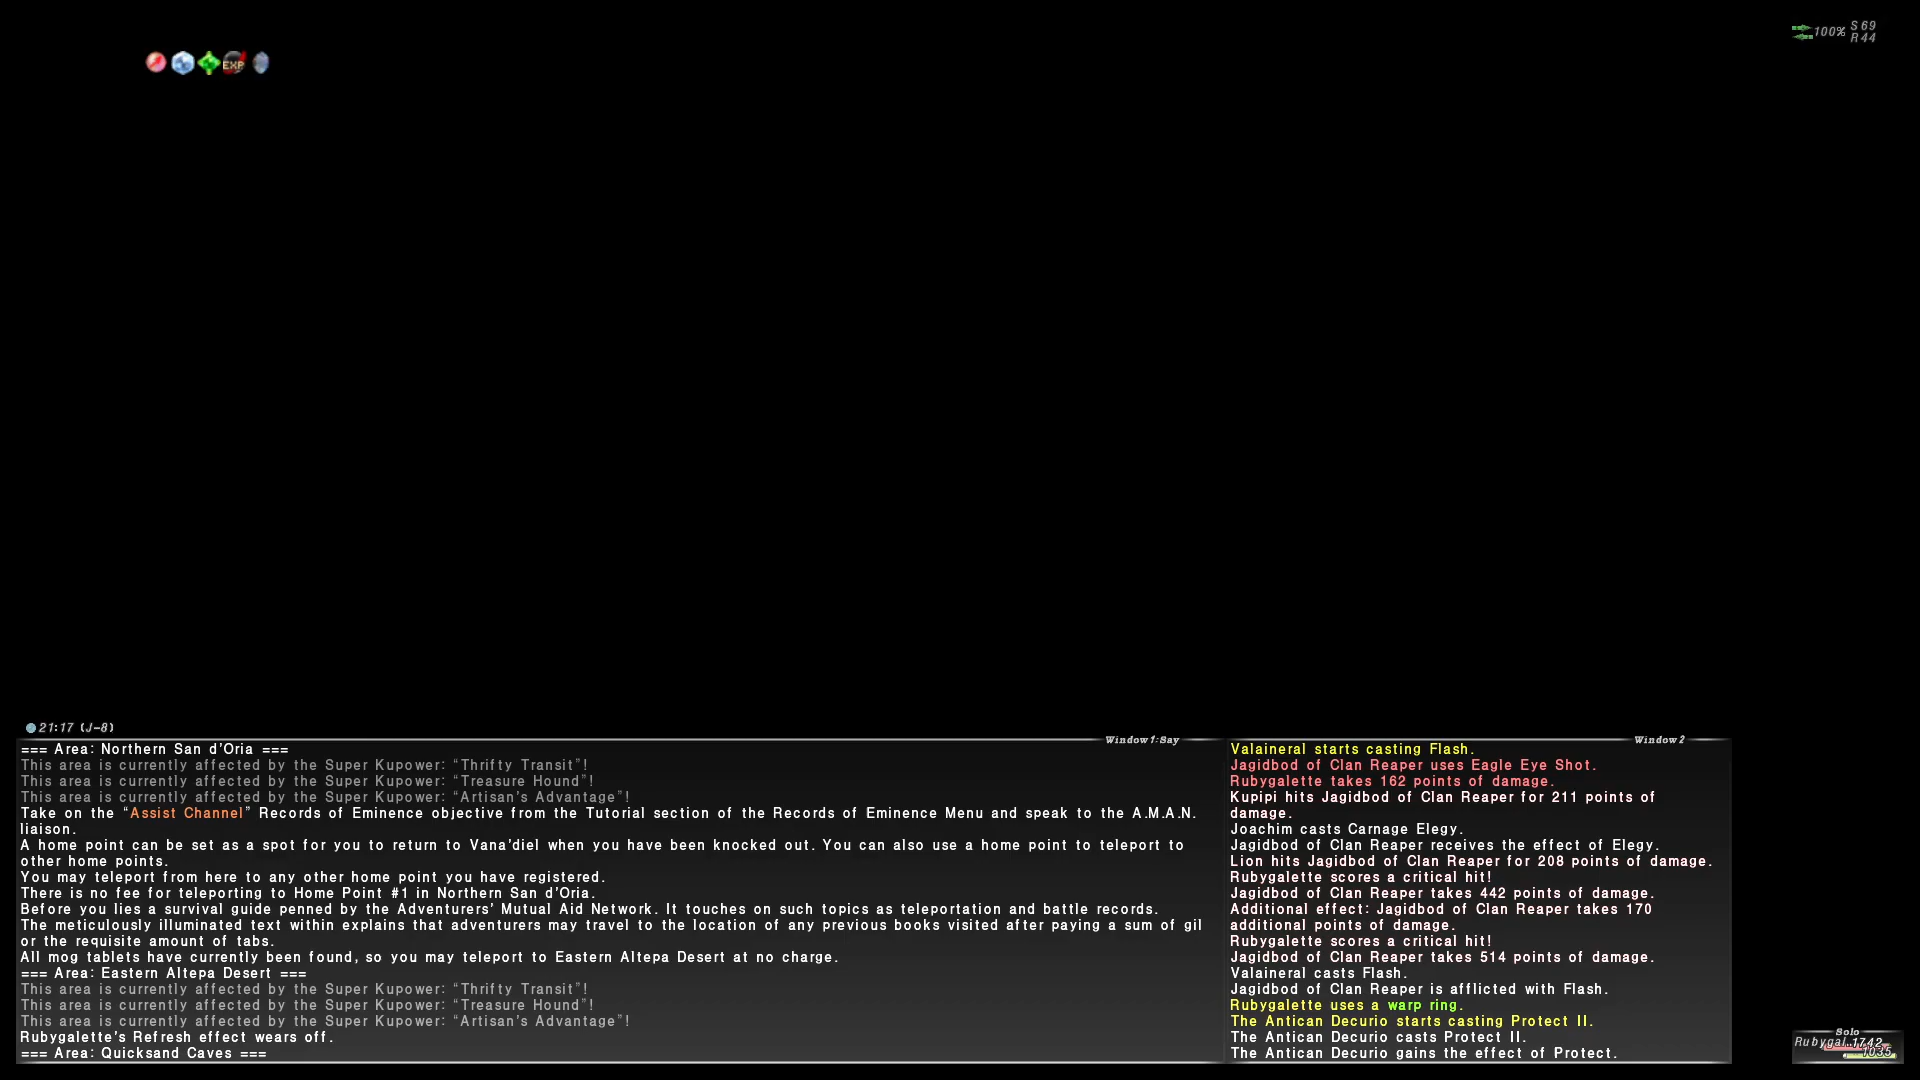 100% S 69
R 44
EXP
21:17 (J-8)
Window1:Say
=== Area: Northern San d'Oria ===
This area is currently affected by the Super Kupower: “Thrifty Transit”!
This area is currently affected by the Super Kupower: “Treasure Hound”!
This area is currently affected by the Super Kupower: “Artisan's Advantage”!
Take on the “Assist Channel” Records of Eminence objective from the Tutorial section of the Records of Eminence Menu and speak to the A.M.A.N.
liaison.
A home point can be set as a spot for you to return to Vana'diel when you have been knocked out. You can also use a home point to teleport to
other home points.
You may teleport from here to any other home point you have registered.
There is no fee for teleporting to Home Point #1 in Northern San d'Oria.
Before you lies a survival guide penned by the Adventurers' Mutual Aid Network. It touches on such topics as teleportation and battle records.
The meticulously illuminated text within explains that adventurers may travel to the location of any previous books visited after paying a sum of gil
or the requisite amount of tabs.
All mog tablets have currently been found, so you may teleport to Eastern Altepa Desert at no charge.
=== Area: Eastern Altepa Desert ===
This area is currently affected by the Super Kupower: “Thrifty Transit”!
This area is currently affected by the Super Kupower: “Treasure Hound”!
This area is currently affected by the Super Kupower: “Artisan's Advantage”!
Rubygalette's Refresh effect wears off.
=== Area: Quicksand Caves ===
Window2
Valaineral starts casting Flash.
Jagidbod of Clan Reaper uses Eagle Eye Shot.
Rubygalette takes 162 points of damage.
Kupipi hits Jagidbod of Clan Reaper for 211 points of
damage.
Joachim casts Carnage Elegy.
Jagidbod of Clan Reaper receives the effect of Elegy.
Lion hits Jagidbod of Clan Reaper for 208 points of damage.
Rubygalette scores a critical hit!
Jagidbod of Clan Reaper takes 442 points of damage.
Additional effect: Jagidbod of Clan Reaper takes 170
additional points of damage.
Rubygalette scores a critical hit!
Jagidbod of Clan Reaper takes 514 points of damage.
Valaineral casts Flash.
Jagidbod of Clan Reaper is afflicted with Flash.
Rubygalette uses a warp ring.
The Antican Decurio starts casting Protect II.
The Antican Decurio casts Protect II.
The Antican Decurio gains the effect of Protect.
Solo
Rubygal..1742
1035